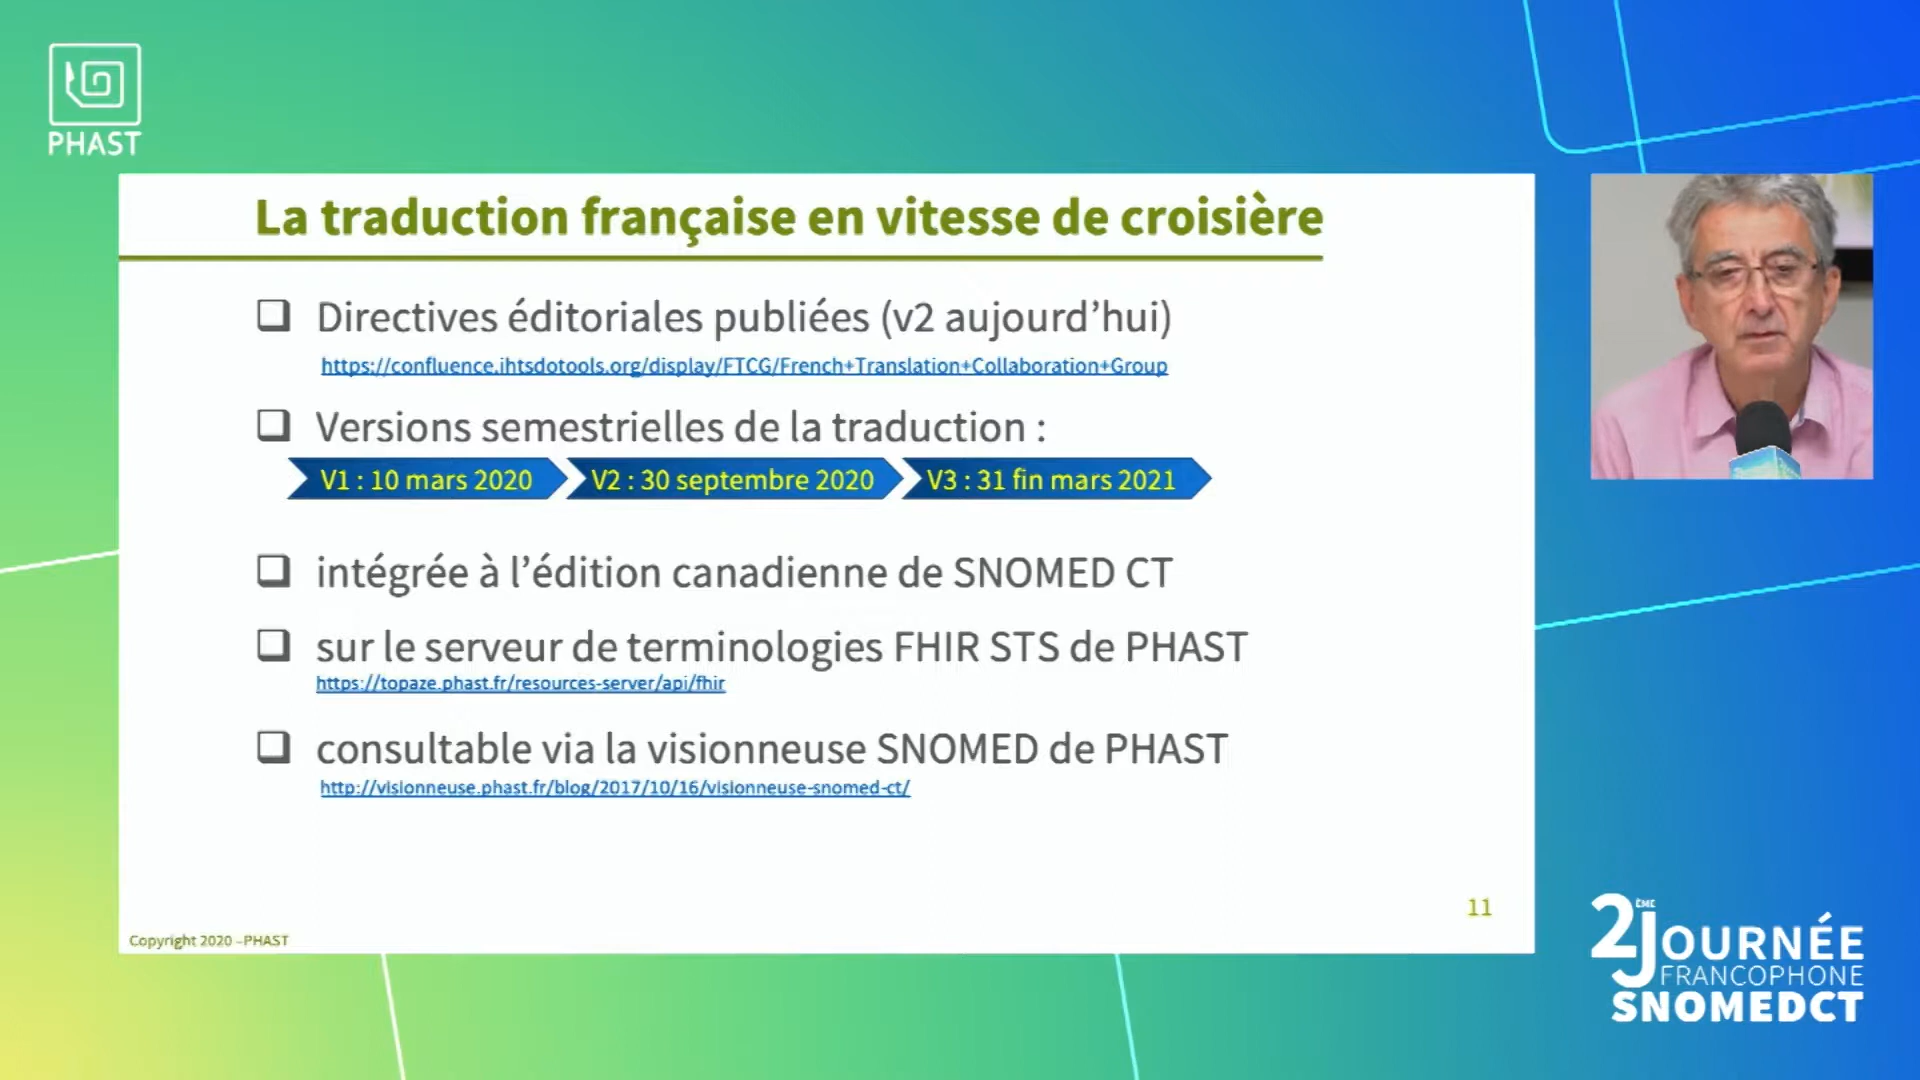 PHAST
La traduction française en vitesse de croisière
❑ Directives éditoriales publiées (v2 aujourd’hui)
https://confluence.ihtsdotools.org/display/FTCG/French+Translation+Collaboration+Group
❑ Versions semestrielles de la traduction :
V1 : 10 mars 2020 V2 : 30 septembre 2020 V3 : 31 fin mars 2021
❑ intégrée à l’édition canadienne de SNOMED CT
❑ sur le serveur de terminologies FHIR STS de PHAST
https://topaze.phast.fr/resources-server/api/fhir
❑ consultable via la visionneuse SNOMED de PHAST
http://visionneuse.phast.fr/blog/2017/10/16/visionneuse-snomed-ct/
11
Copyright 2020 –PHAST
2ÈME JOURNÉE
FRANCOPHONE
SNOMEDCT